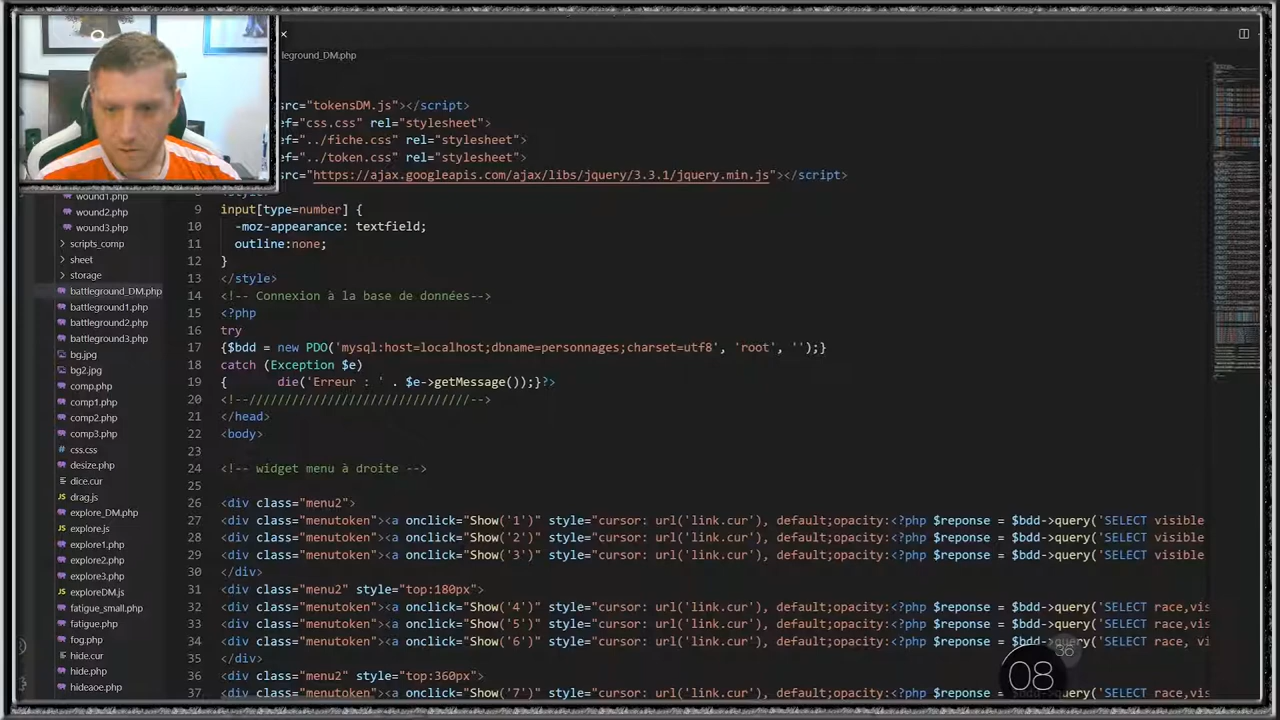 leground_DM.php
src="tokensDM.js"></script>
ef="css.css" rel="stylesheet">
ef="../fiche.css" rel="stylesheet">
ef="../token.css" rel="stylesheet">
src="https://ajax.googleapis.com/ajax/libs/jquery/3.3.1/jquery.min.js"></script>
<style>
9 input[type=number] {
10 -moz-appearance: textfield;
11 outline:none;
12 }
13 </style>
14 <!-- Connexion à la base de données-->
15 <?php
16 try
17 {$bdd = new PDO('mysql:host=localhost;dbname=personnages;charset=utf8', 'root', '');}
18 catch (Exception $e)
19 { die('Erreur : ' . $e->getMessage());}?>
20 <!--///////////////////////////////-->
21 </head>
22 <body>
23
24 <!-- widget menu à droite -->
25
26 <div class="menu2">
27 <div class="menutoken"><a onclick="Show('1')" style="cursor: url('link.cur'), default;opacity:<?php $reponse = $bdd->query('SELECT visible
28 <div class="menutoken"><a onclick="Show('2')" style="cursor: url('link.cur'), default;opacity:<?php $reponse = $bdd->query('SELECT visible
29 <div class="menutoken"><a onclick="Show('3')" style="cursor: url('link.cur'), default;opacity:<?php $reponse = $bdd->query('SELECT visible
30 </div>
31 <div class="menu2" style="top:180px">
32 <div class="menutoken"><a onclick="Show('4')" style="cursor: url('link.cur'), default;opacity:<?php $reponse = $bdd->query('SELECT race,vis
33 <div class="menutoken"><a onclick="Show('5')" style="cursor: url('link.cur'), default;opacity:<?php $reponse = $bdd->query('SELECT race,vis
34 <div class="menutoken"><a onclick="Show('6')" style="cursor: url('link.cur'), default;opacity:<?php $reponse = $bdd->query('SELECT race, vi
35 </div>
36 <div class="menu2" style="top:360px">
37 <div class="menutoken"><a onclick="Show('7')" style="cursor: url('link.cur'), default;opacity:<?php $reponse = $bdd->query('SELECT race,vis
wound1.php
wound2.php
wound3.php
scripts_comp
sheet
storage
battleground_DM.php
battleground1.php
battleground2.php
battleground3.php
bg.jpg
bg2.jpg
comp.php
comp1.php
comp2.php
comp3.php
css.css
desize.php
dice.cur
drag.js
explore_DM.php
explore.js
explore1.php
explore2.php
explore3.php
exploreDM.js
fatigue_small.php
fatigue.php
fog.php
hide.cur
hide.php
hideaoe.php
36
08